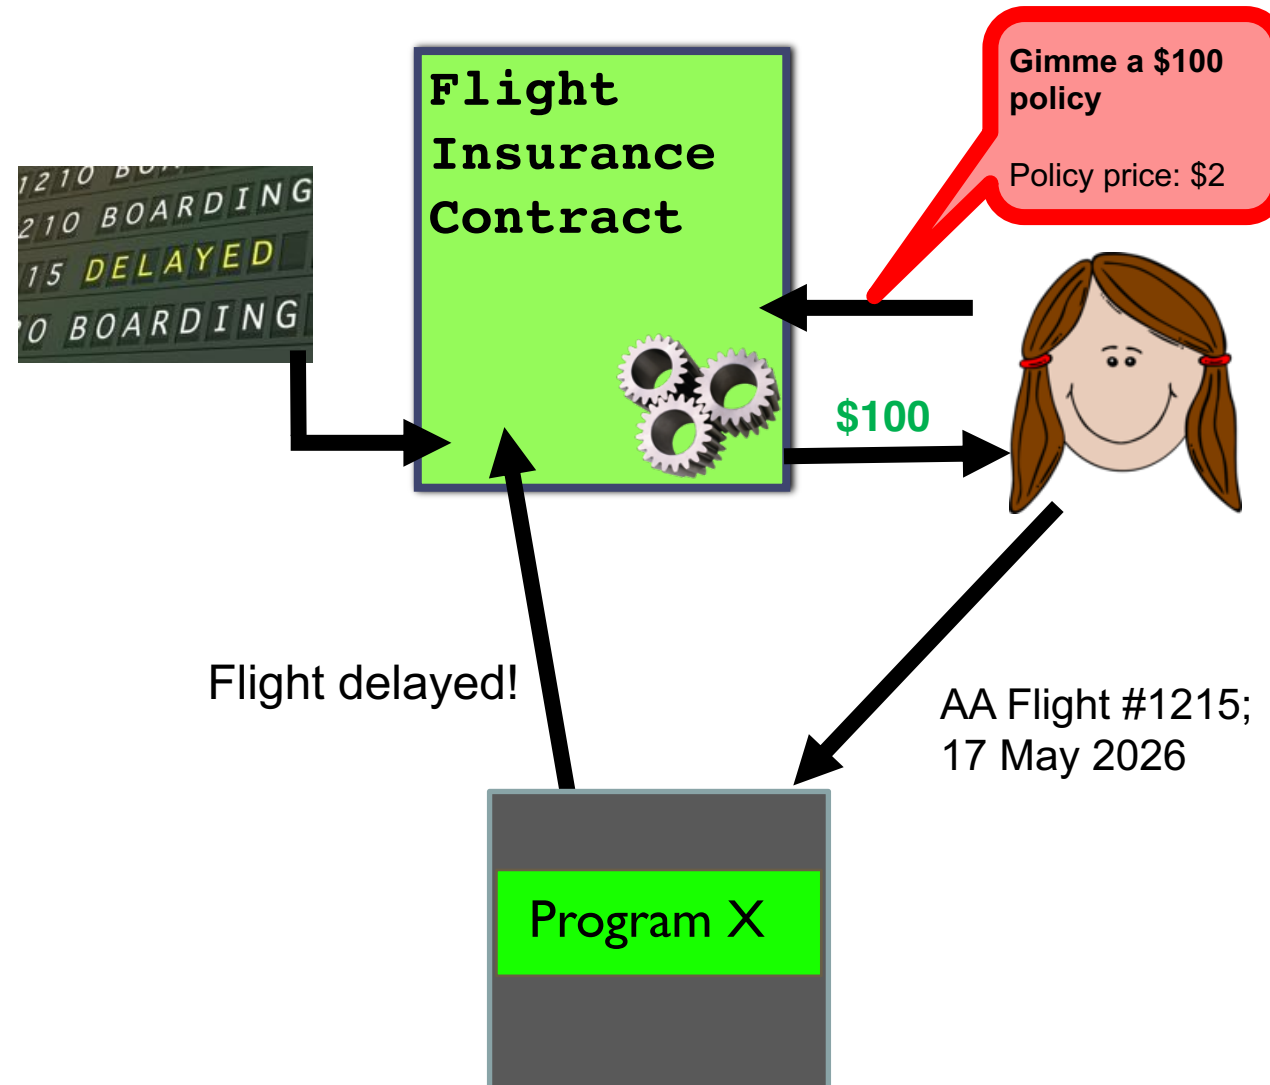 Flight
Insurance
Contract
Gimme a $100
policy
Policy price: $2
1210
210 BOARDING
15 DELAYED
0 BOARDING
$100
Flight delayed!
AA Flight #1215;
17 May 2026
Program X